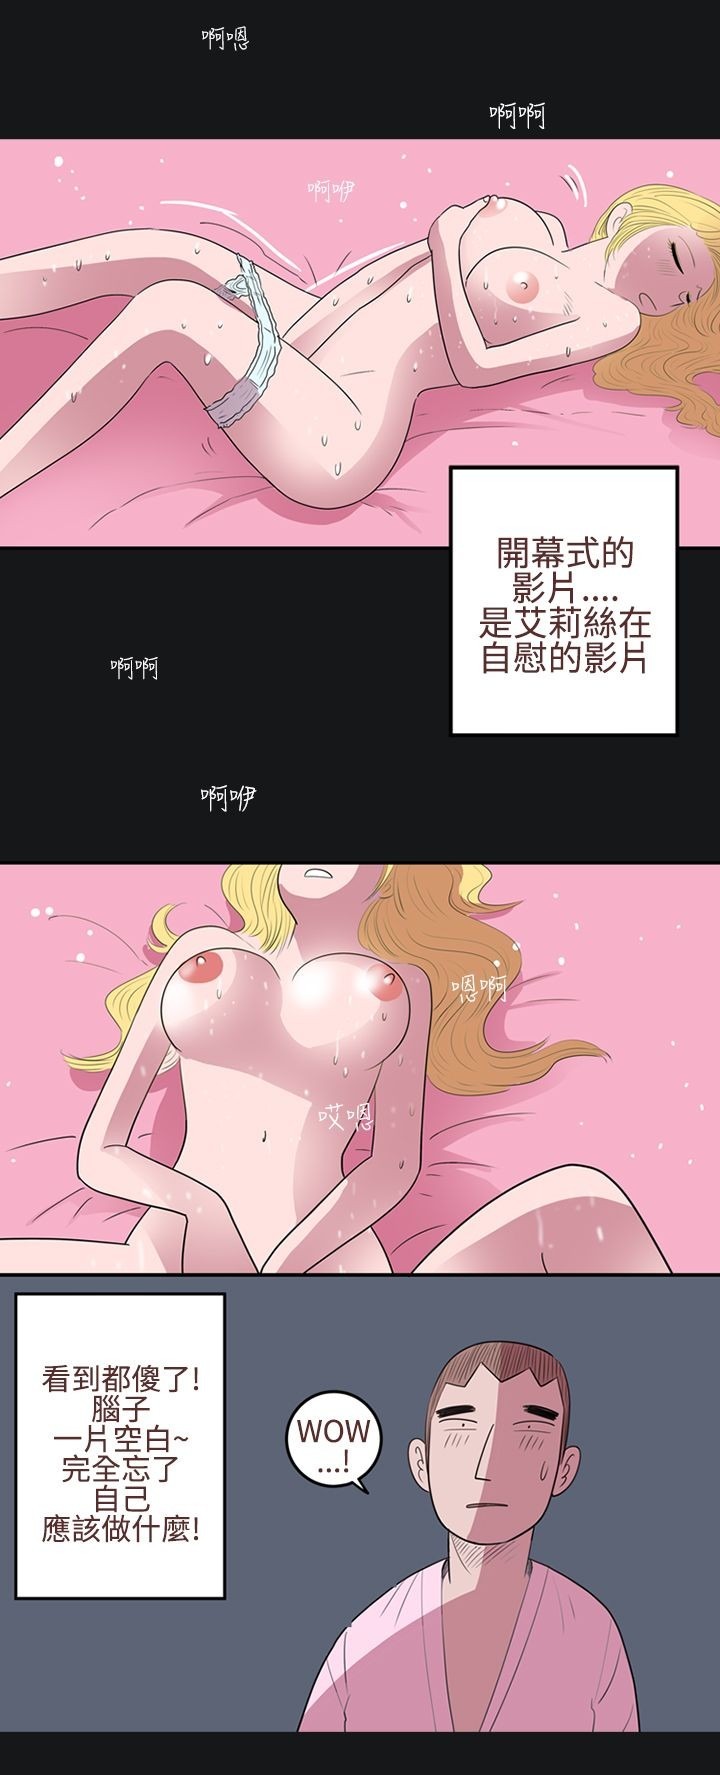 啊嗯
啊啊
啊咿
開幕式的
影片....
是艾莉絲在
自慰的影片
啊啊
啊咿
嗯啊
哎嗯
看到都傻了!
腦子
一片空白~
完全忘了
自己
應該做什麼!
WOW
...!